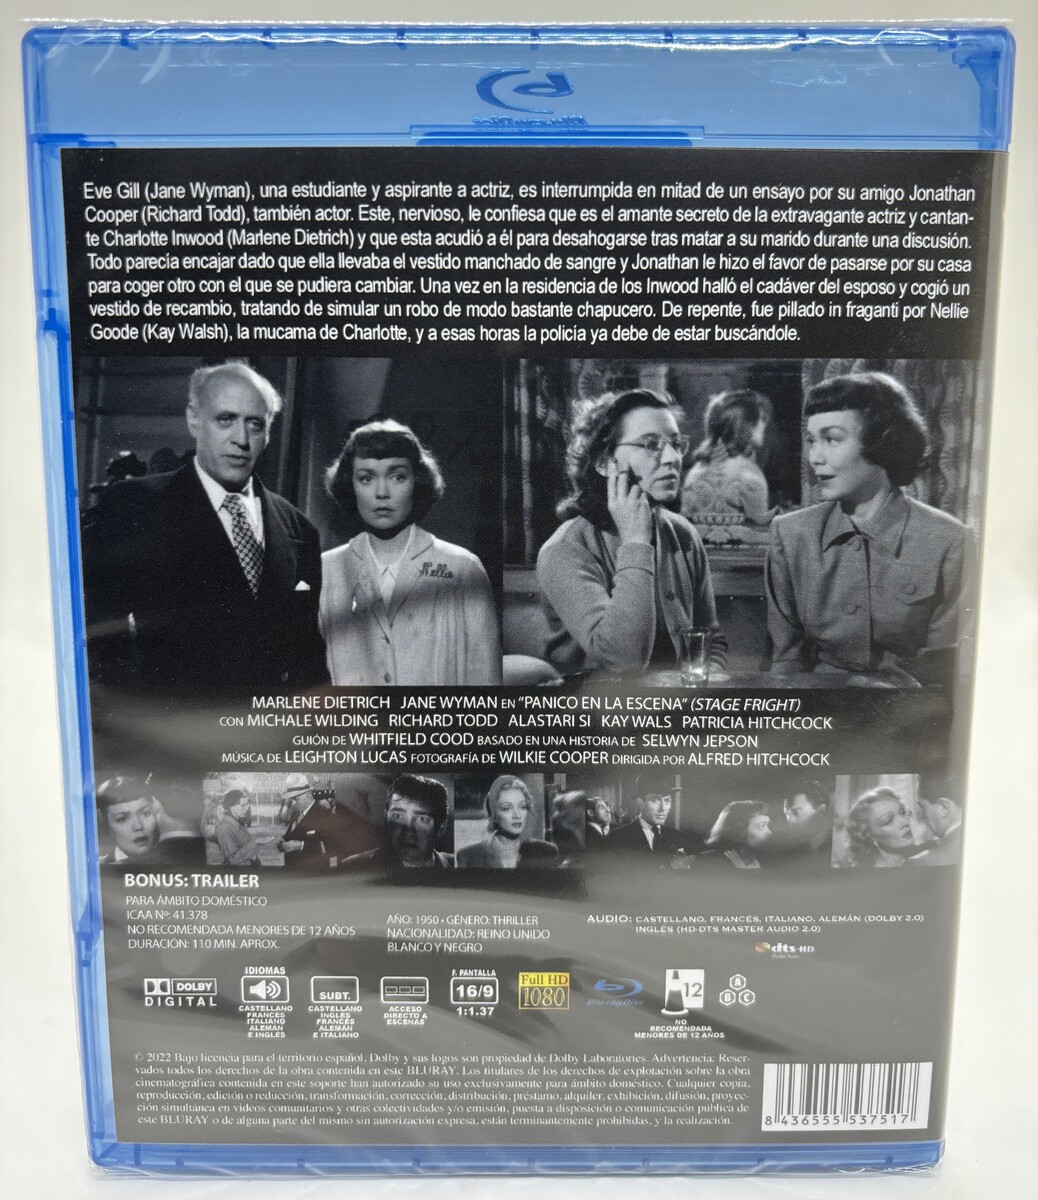 Eve Gill (Jane Wyman), una estudiante y aspirante a actriz, es interrumpida en mitad de un ensayo por su amigo Jonathan
Cooper (Richard Todd), también actor. Este, nervioso, le confiesa que es el amante secreto de la extravagante actriz y cantan-
te Charlotte Inwood (Marlene Dietrich) y que esta acudió a él para desahogarse tras matar a su marido durante una discusión.
Todo parecía encajar dado que ella llevaba el vestido manchado de sangre y Jonathan le hizo el favor de pasarse por su casa
para coger otro con el que se pudiera cambiar. Una vez en la residencia de los Inwood halló el cadáver del esposo y cogió un
vestido de recambio, tratando de simular un robo de modo bastante chapucero. De repente, fue pillado in fraganti por Nellie
Goode (Kay Walsh), la mucama de Charlotte, y a esas horas la policía ya debe de estar buscándole.
Nellie
MARLENE DIETRICH JANE WYMAN EN "PANICO EN LA ESCENA" (STAGE FRIGHT)
CON MICHALE WILDING RICHARD TODD ALASTARI SI KAY WALS PATRICIA HITCHCOCK
GUIÓN DE WHITFIELD COOD BASADO EN UNA HISTORIA DE SELWYN JEPSON
MÚSICA DE LEIGHTON LUCAS FOTOGRAFÍA DE WILKIE COOPER DIRIGIDA POR ALFRED HITCHCOCK
BONUS: TRAILER
PARA ÁMBITO DOMÉSTICO
ICAA Nº: 41.378
NO RECOMENDADA MENORES DE 12 AÑOS
DURACIÓN: 110 MIN. APROX.
AÑO: 1950 • GÉNERO: THRILLER
NACIONALIDAD: REINO UNIDO
BLANCO Y NEGRO
AUDIO: CASTELLANO, FRANCÉS, ITALIANO, ALEMÁN (DOLBY 2.0)
INGLÉS (HD-DTS MASTER AUDIO 2.0)
dts-HD
DOLBY
DIGITAL
IDIOMAS
CASTELLANO
FRANCÉS
ITALIANO
ALEMÁN
E INGLÉS
SUBT.
CASTELLANO
INGLÉS
FRANCÉS
ALEMÁN
E ITALIANO
ACCESO
DIRECTO A
ESCENAS
F. PANTALLA
16/9
1:1.37
Full HD
1080
Blu-ray Disc
12
NO
RECOMENDADA
MENORES DE 12 AÑOS
A
B C
© 2022 Bajo licencia para el territorio español. Dolby y sus logos son propiedad de Dolby Laboratories. Advertencia: Reser-
vados todos los derechos de la obra contenida en este BLURAY. Los titulares de los derechos de explotación sobre la obra
cinematográfica contenida en este soporte han autorizado su uso exclusivamente para ámbito doméstico. Cualquier copia,
reproducción, edición o reducción, transformación, corrección, distribución, préstamo, alquiler, exhibición, difusión, proyec-
ción simultánea en videos comunitarios y otras colectividades y/o emisión, puesta a disposición o comunicación pública de
este BLURAY o de alguna parte del mismo sin autorización expresa, están terminantemente prohibidas, y la realización.
8 436555 537517